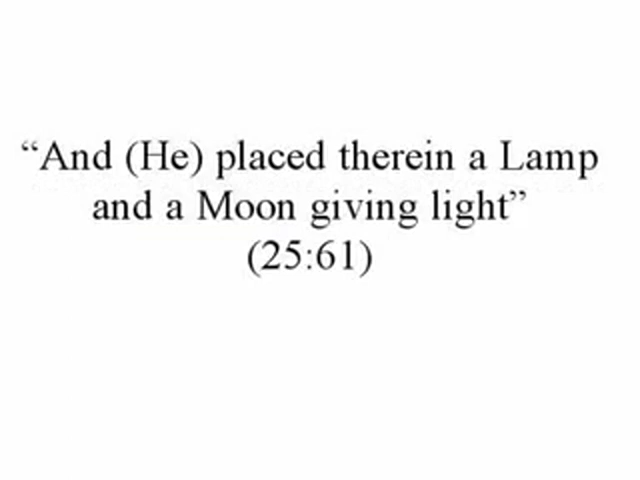 “And (He) placed therein a Lamp
and a Moon giving light”
(25:61)